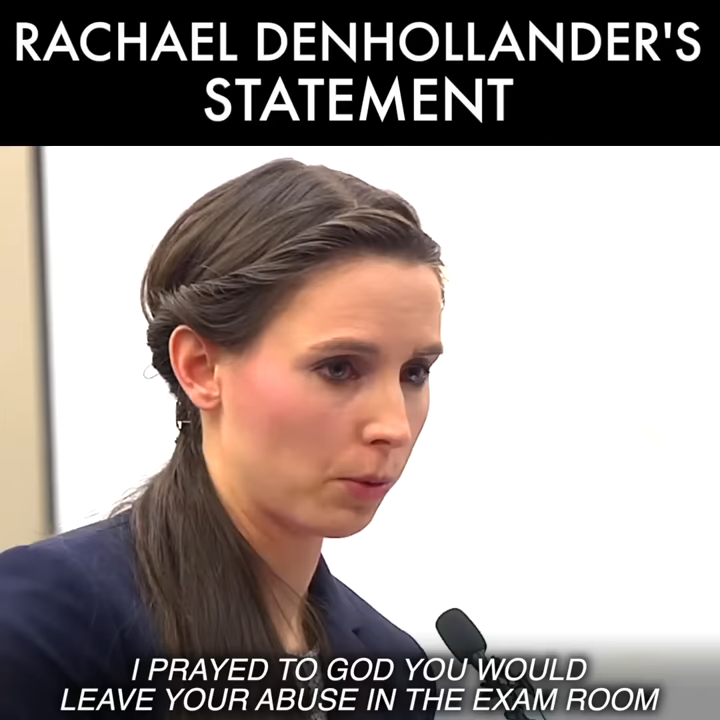 RACHAEL DENHOLLANDER'S
STATEMENT
I PRAYED TO GOD YOU WOULD
LEAVE YOUR ABUSE IN THE EXAM ROOM